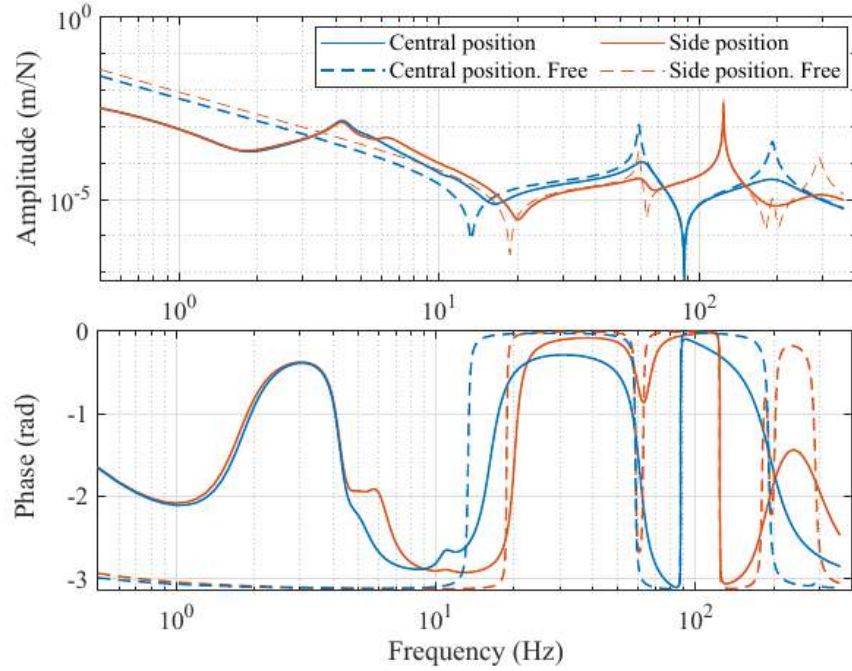 10^0
Central position
Side position
Central position. Free
Side position. Free
10^-5
Amplitude (m/N)
10^0
10^1
10^2
0
-1
-2
-3
Phase (rad)
10^0
10^1
10^2
Frequency (Hz)